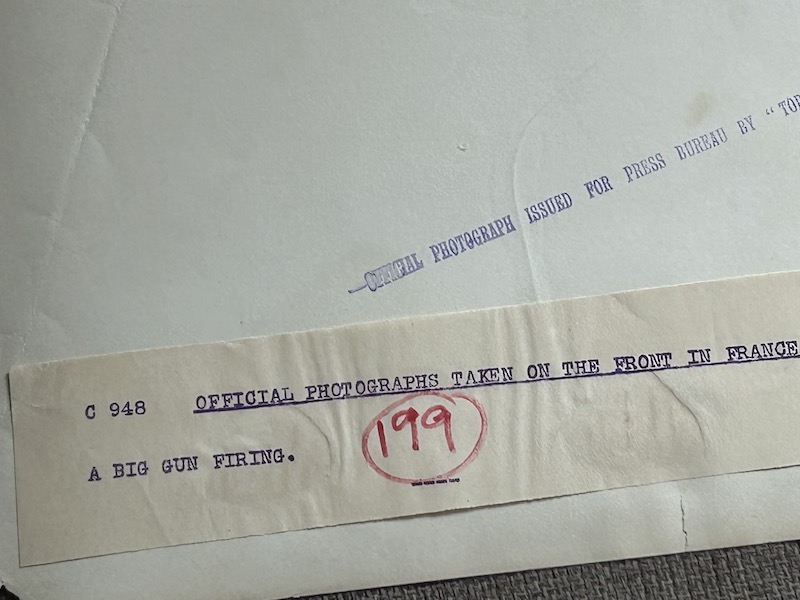 OFFICIAL PHOTOGRAPH ISSUED FOR PRESS BUREAU BY "
C 948 OFFICIAL PHOTOGRAPHS TAKEN ON THE FRONT IN FRANCE
199
A BIG GUN FIRING.